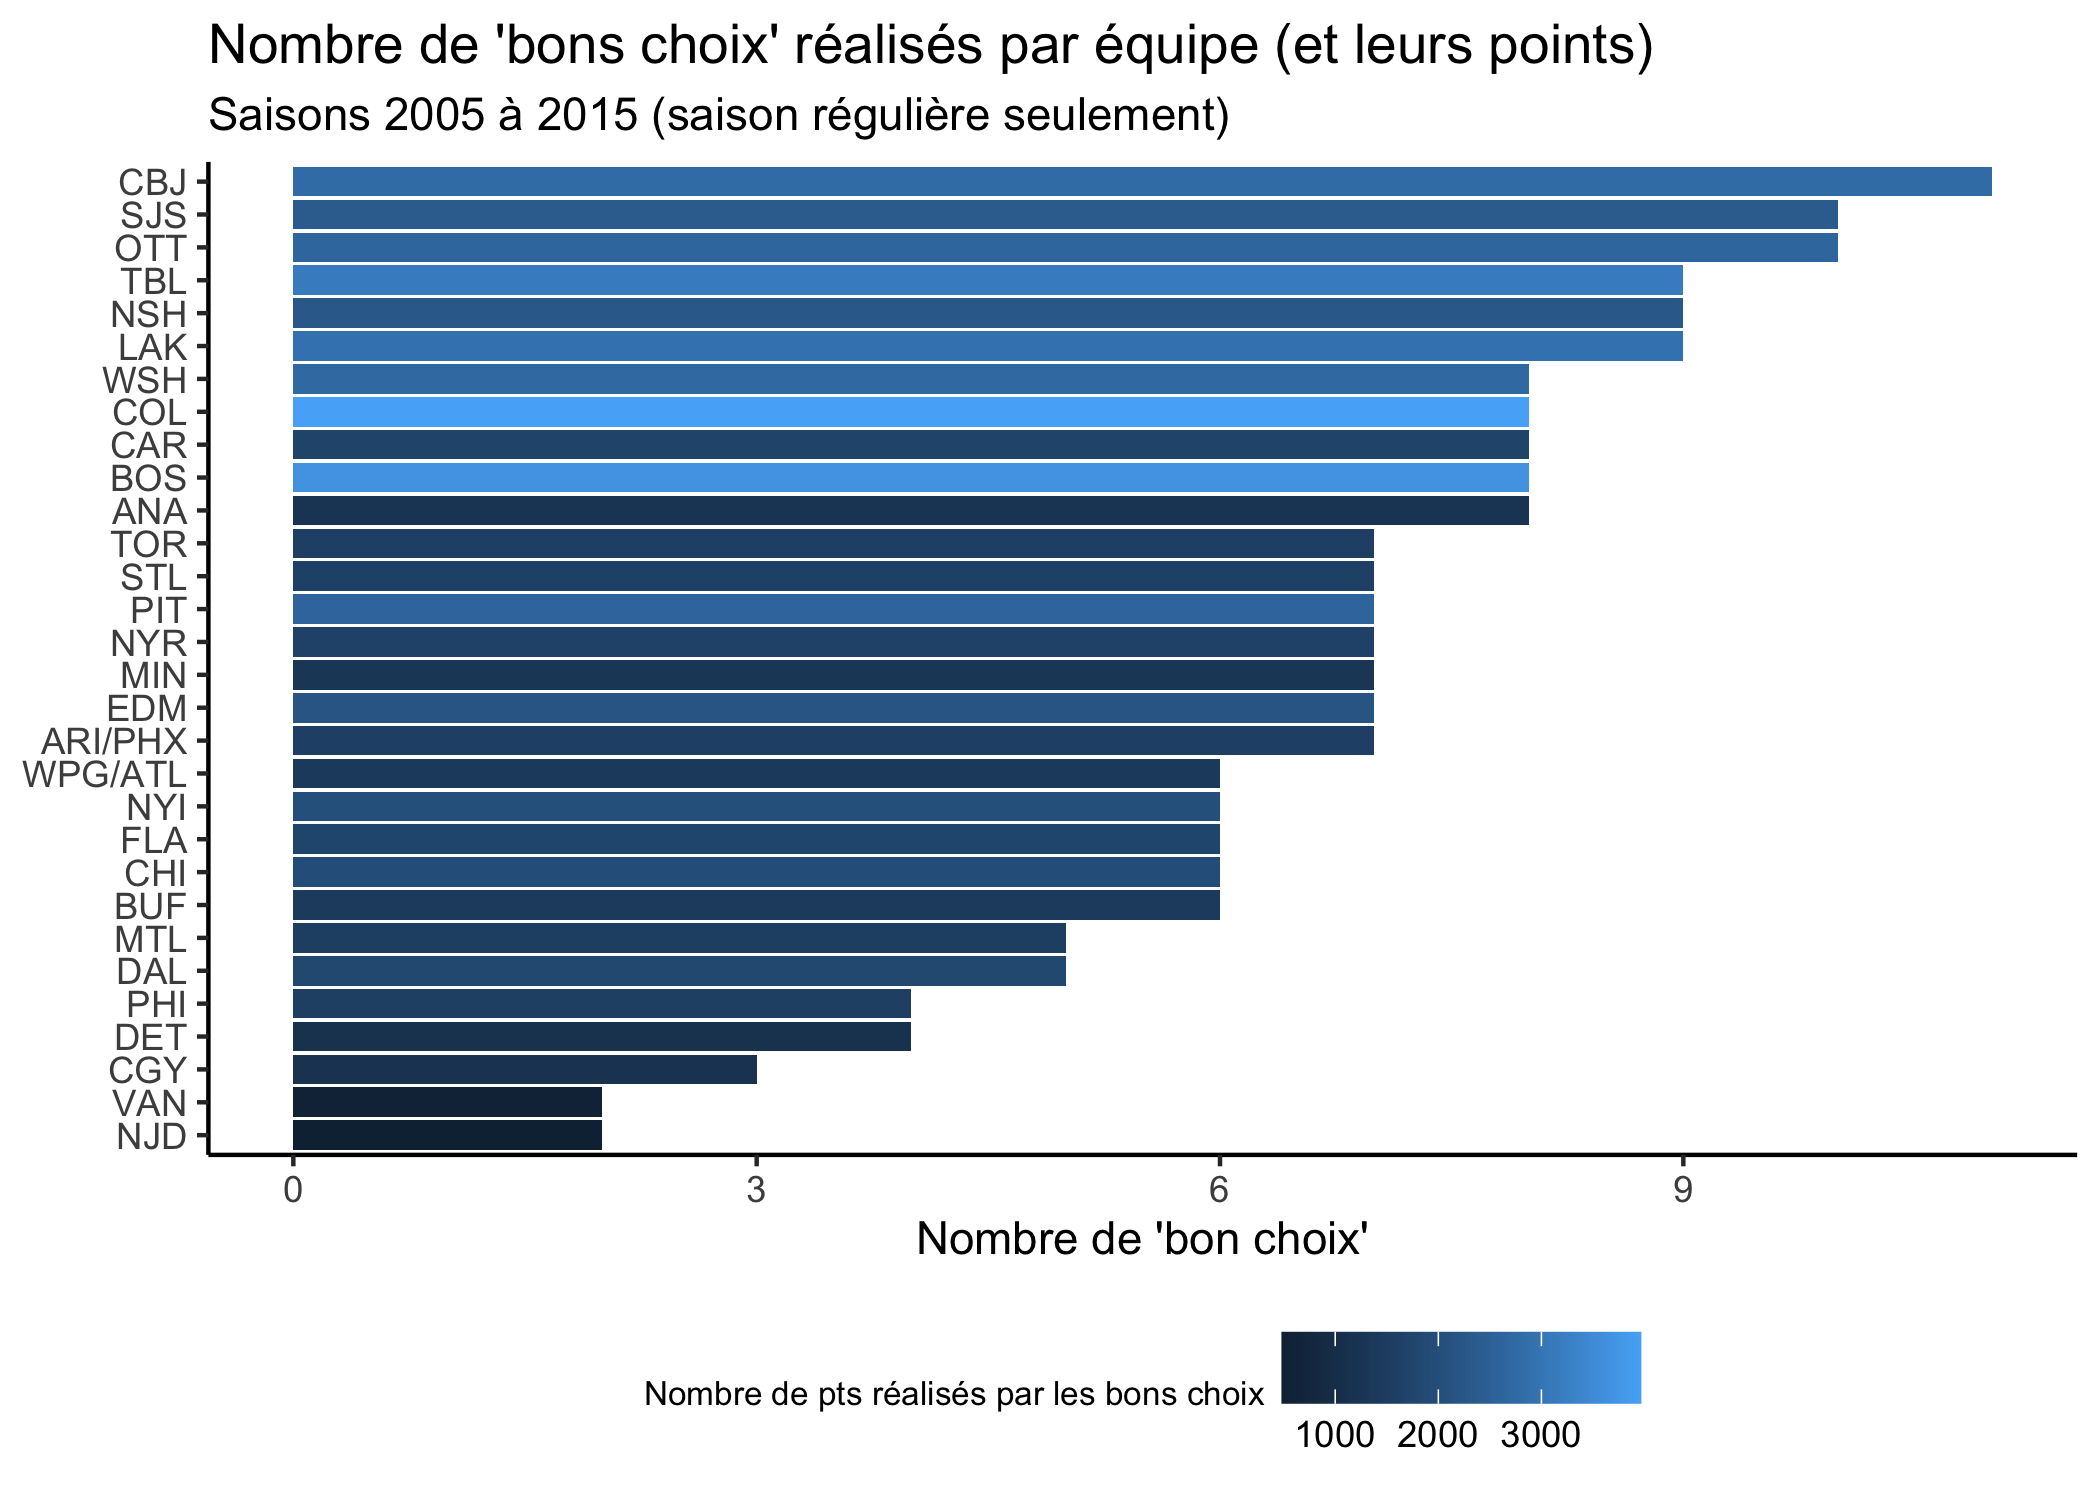 Nombre de 'bons choix' réalisés par équipe (et leurs points)
Saisons 2005 à 2015 (saison régulière seulement)
CBJ
SJS
OTT
TBL
NSH
LAK
WSH
COL
CAR
BOS
ANA
TOR
STL
PIT
NYR
MIN
EDM
ARI/PHX
WPG/ATL
NYI
FLA
CHI
BUF
MTL
DAL
PHI
DET
CGY
VAN
NJD
0 3 6 9
Nombre de 'bon choix'
Nombre de pts réalisés par les bons choix
1000 2000 3000